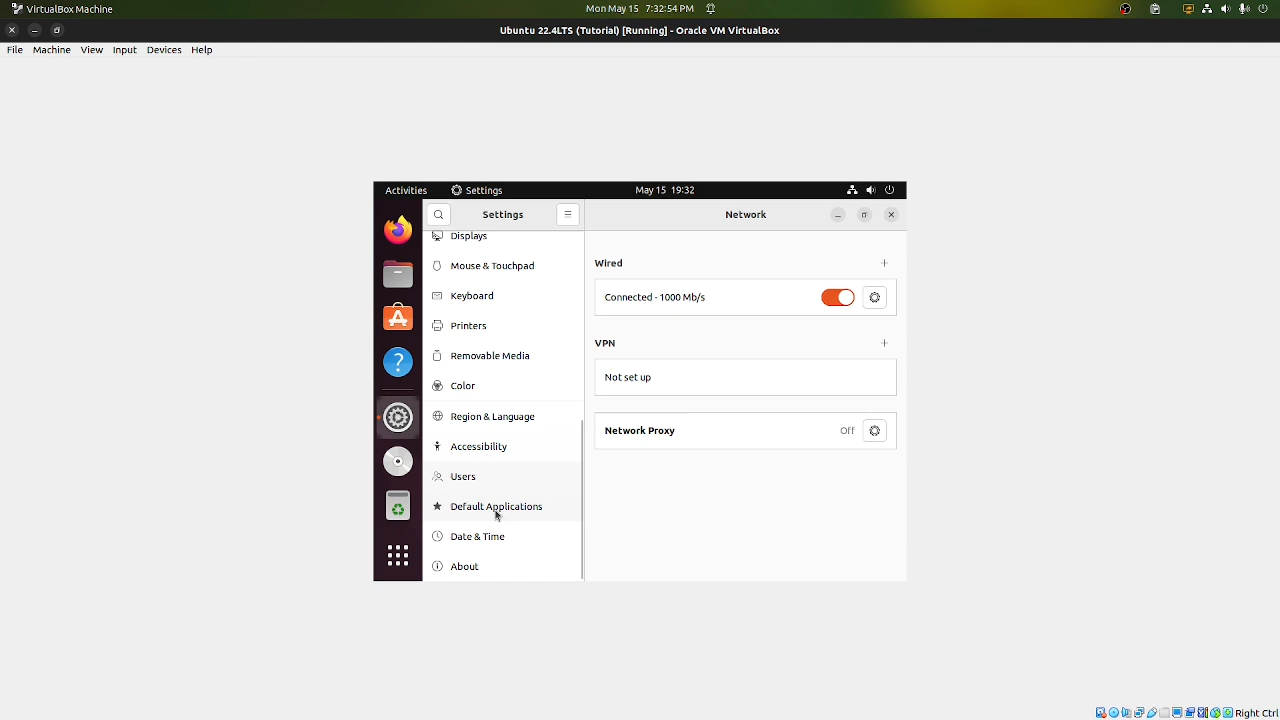 VirtualBox Machine
Mon May 15 7:32:54 PM
Ubuntu 22.4LTS (Tutorial) [Running] - Oracle VM VirtualBox
File Machine View Input Devices Help
Activities Settings May 15 19:32
Settings
Network
Displays
Mouse & Touchpad
Keyboard
Printers
Removable Media
Color
Region & Language
Accessibility
Users
Default Applications
Date & Time
About
Wired
Connected - 1000 Mb/s
VPN
Not set up
Network Proxy Off
Right Ctrl